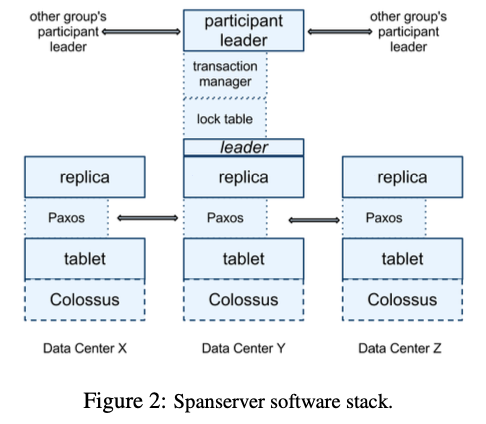 other group's
participant
leader
participant
leader
other group's
participant
leader
transaction
manager
lock table
leader
replica
replica
replica
Paxos
Paxos
Paxos
tablet
tablet
tablet
Colossus
Colossus
Colossus
Data Center X
Data Center Y
Data Center Z
Figure 2: Spanserver software stack.